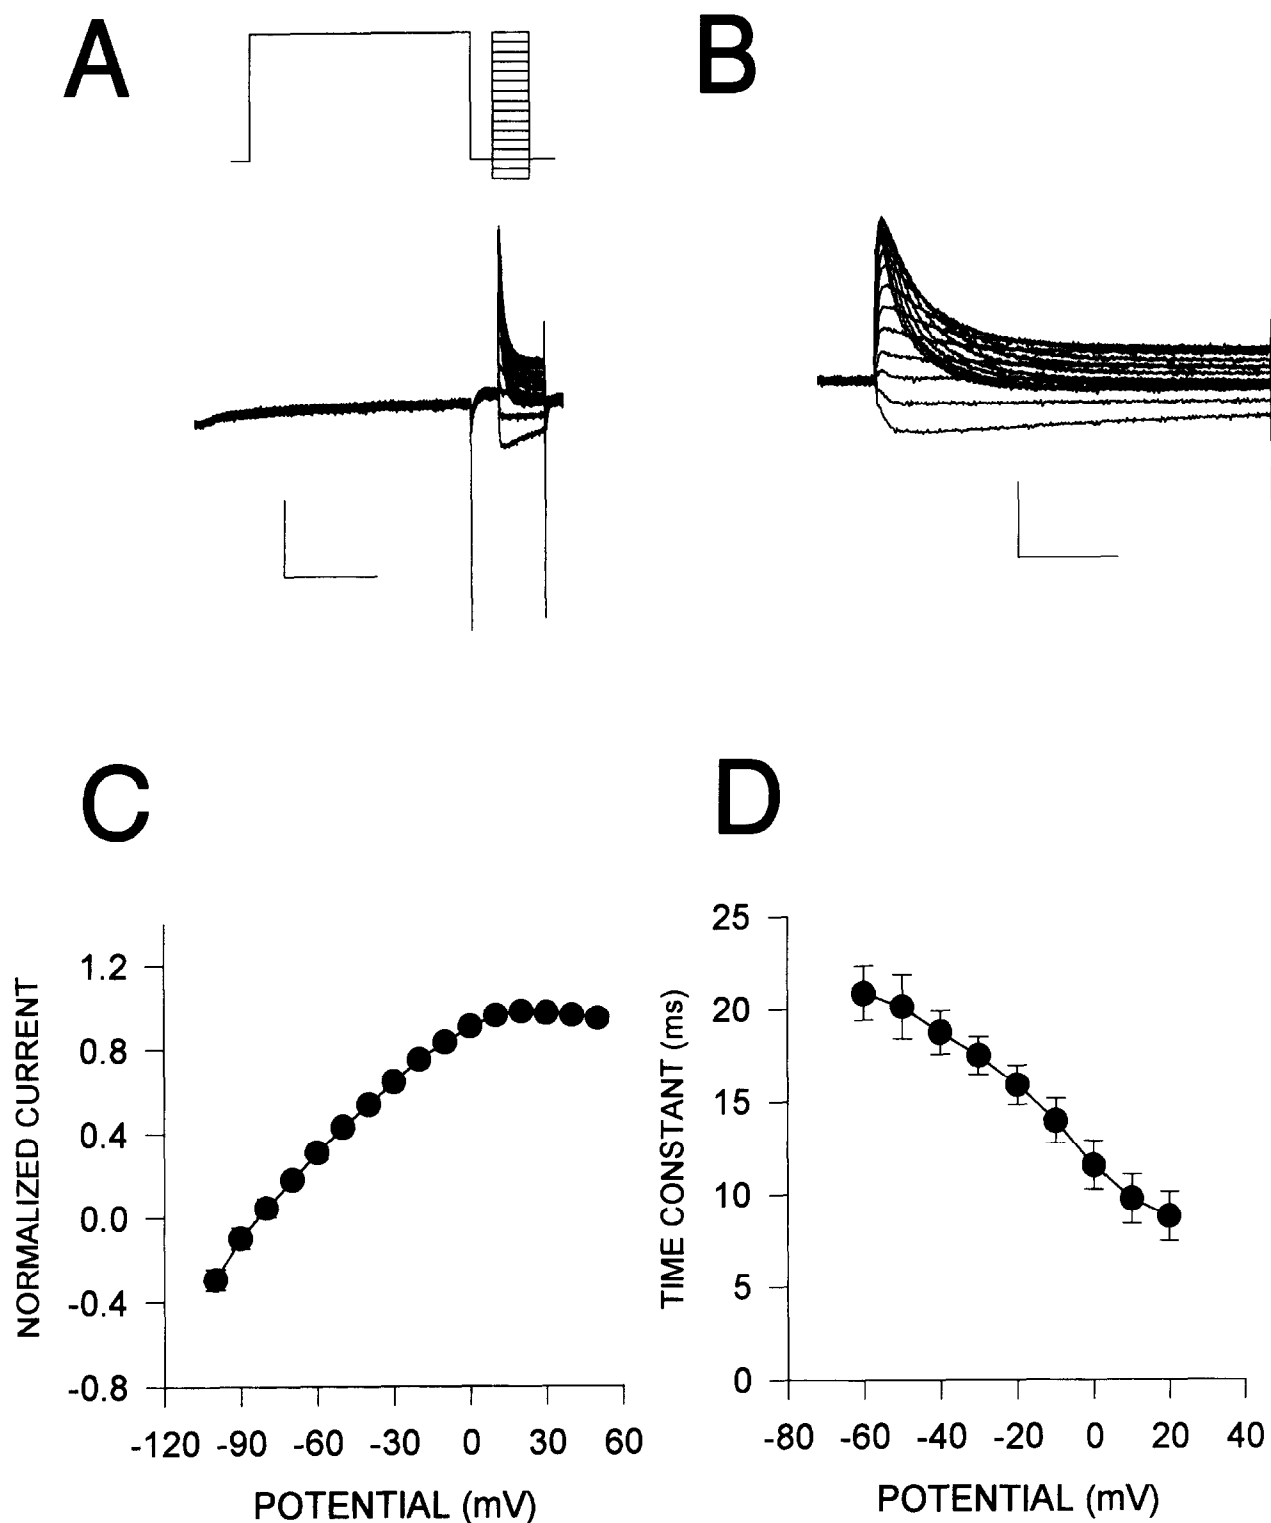 A
B
C
D
NORMALIZED CURRENT
1.2
0.8
0.4
0.0
-0.4
-0.8
-120 -90 -60 -30 0 30 60
POTENTIAL (mV)
TIME CONSTANT (ms)
25
20
15
10
5
0
-80 -60 -40 -20 0 20 40
POTENTIAL (mV)